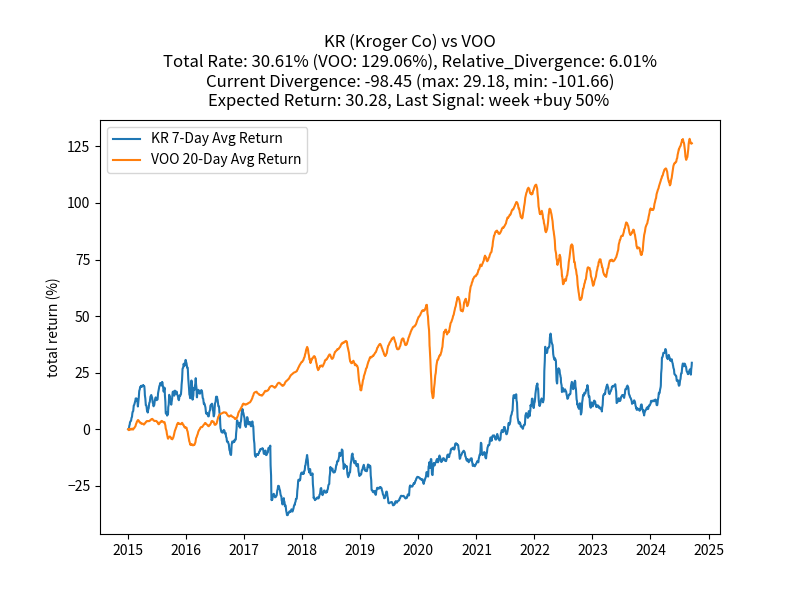 KR (Kroger Co) vs VOO
Total Rate: 30.61% (VOO: 129.06%), Relative_Divergence: 6.01%
Current Divergence: -98.45 (max: 29.18, min: -101.66)
Expected Return: 30.28, Last Signal: week +buy 50%
KR 7-Day Avg Return
VOO 20-Day Avg Return
total return (%)
125
100
75
50
25
0
−25
2015 2016 2017 2018 2019 2020 2021 2022 2023 2024 2025